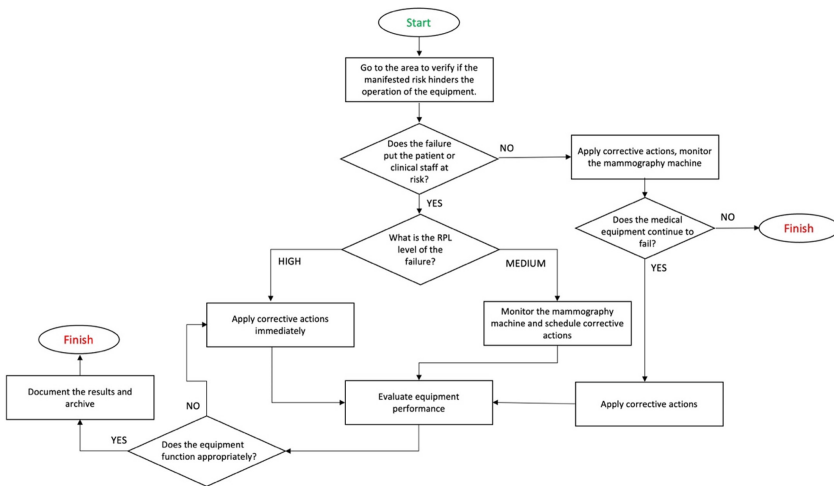 Start
Go to the area to verify if the
manifested risk hinders the
operation of the equipment.
Does the failure
put the patient or
clinical staff at
risk?
NO
Apply corrective actions, monitor
the mammography machine
YES
What is the RPL
level of the
failure?
Does the medical
equipment continue to
fail?
NO
Finish
HIGH
MEDIUM
YES
Apply corrective actions
immediately
Monitor the mammography
machine and schedule corrective
actions
Finish
Document the results and
archive
NO
Evaluate equipment
performance
Apply corrective actions
YES
Does the equipment
function appropriately?